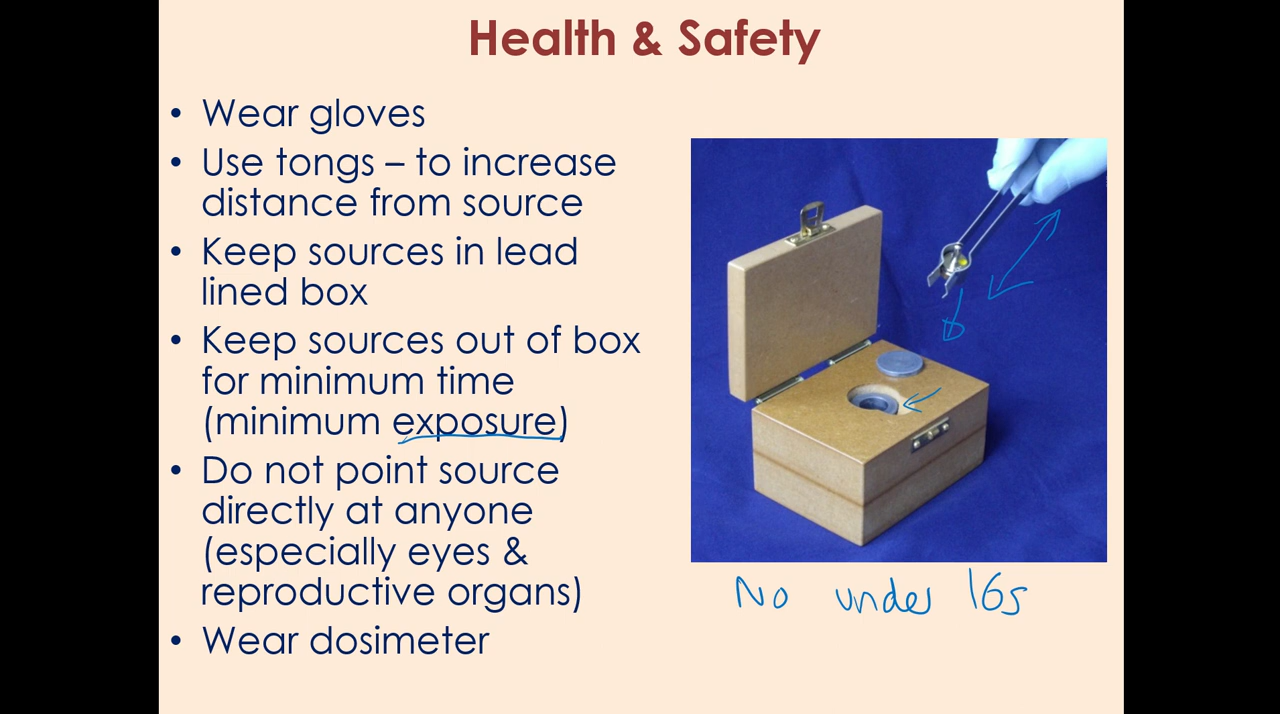 Health & Safety
• Wear gloves
• Use tongs – to increase
distance from source
• Keep sources in lead
lined box
• Keep sources out of box
for minimum time
(minimum exposure)
• Do not point source
directly at anyone
(especially eyes &
reproductive organs)
• Wear dosimeter
No under 16s